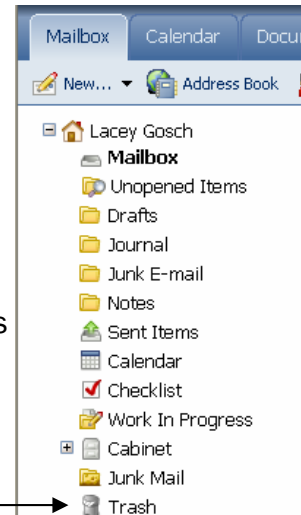 Mailbox Calendar Docu
New... Address Book
Lacey Gosch
Mailbox
Unopened Items
Drafts
Journal
Junk E-mail
Notes
s
Sent Items
Calendar
Checklist
Work In Progress
Cabinet
Junk Mail
Trash